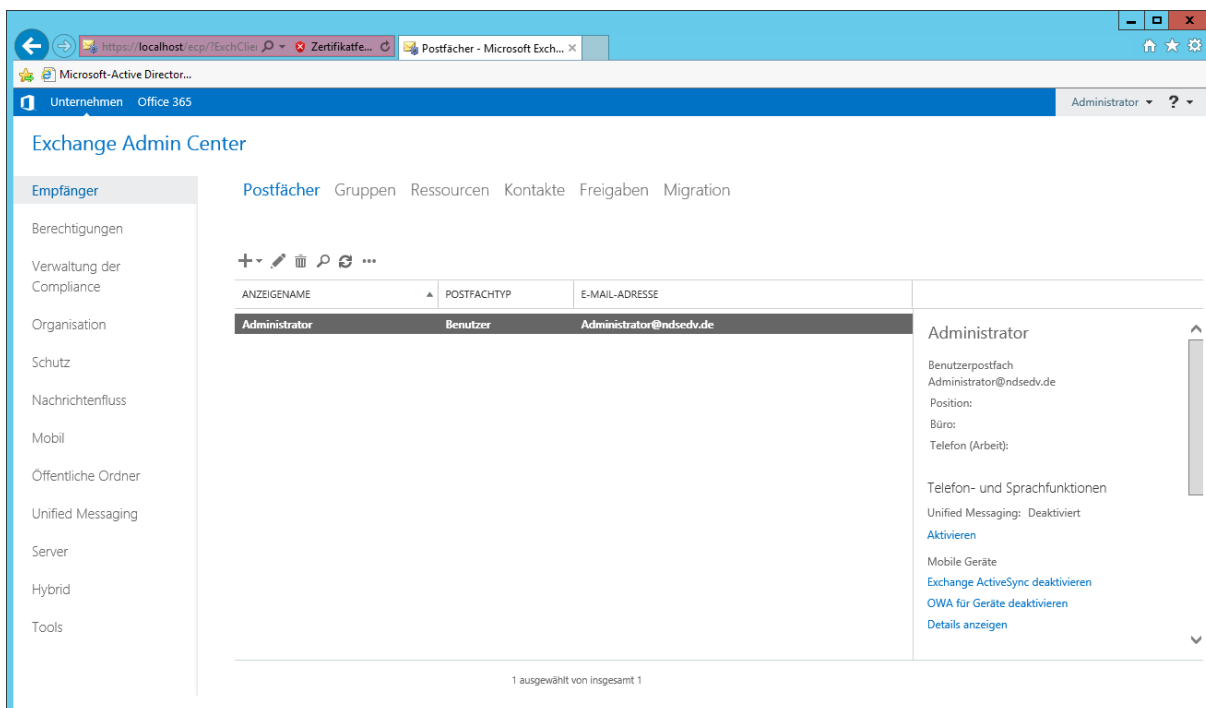 https://localhost/ecp/?ExchClie Zertifikatfe... Postfächer - Microsoft Exch...
Microsoft-Active Director...
Unternehmen Office 365 Administrator ?
Exchange Admin Center
Empfänger
Berechtigungen
Verwaltung der
Compliance
Organisation
Schutz
Nachrichtenfluss
Mobil
Öffentliche Ordner
Unified Messaging
Server
Hybrid
Tools
Postfächer Gruppen Ressourcen Kontakte Freigaben Migration
ANZEIGENAME POSTFACHTYP E-MAIL-ADRESSE
Administrator Benutzer Administrator@ndsedv.de
1 ausgewählt von insgesamt 1
Administrator
Benutzerpostfach
Administrator@ndsedv.de
Position:
Büro:
Telefon (Arbeit):
Telefon- und Sprachfunktionen
Unified Messaging: Deaktiviert
Aktivieren
Mobile Geräte
Exchange ActiveSync deaktivieren
OWA für Geräte deaktivieren
Details anzeigen